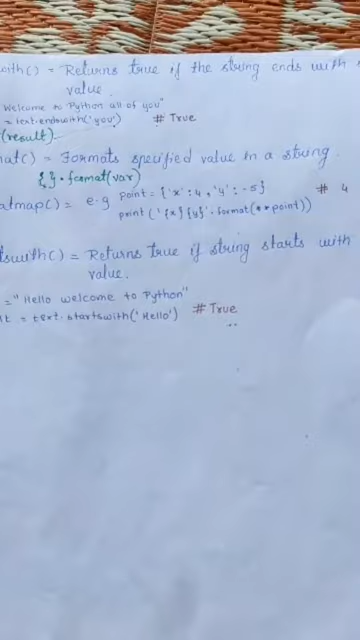 with() = Returns true if the string ends with
value.
Welcome to Python all of you"
= text.endswith('you') # True
(result)
mat() = Formats specified value in a string.
{}.format(var)
atmap() = e.g point = {'x':4,'y':-5} # 4
print('{x} {y}'.format(**point))
tswith() = Returns true if string starts with
value.
= "Hello welcome to Python"
lt = text.startswith('Hello') # True